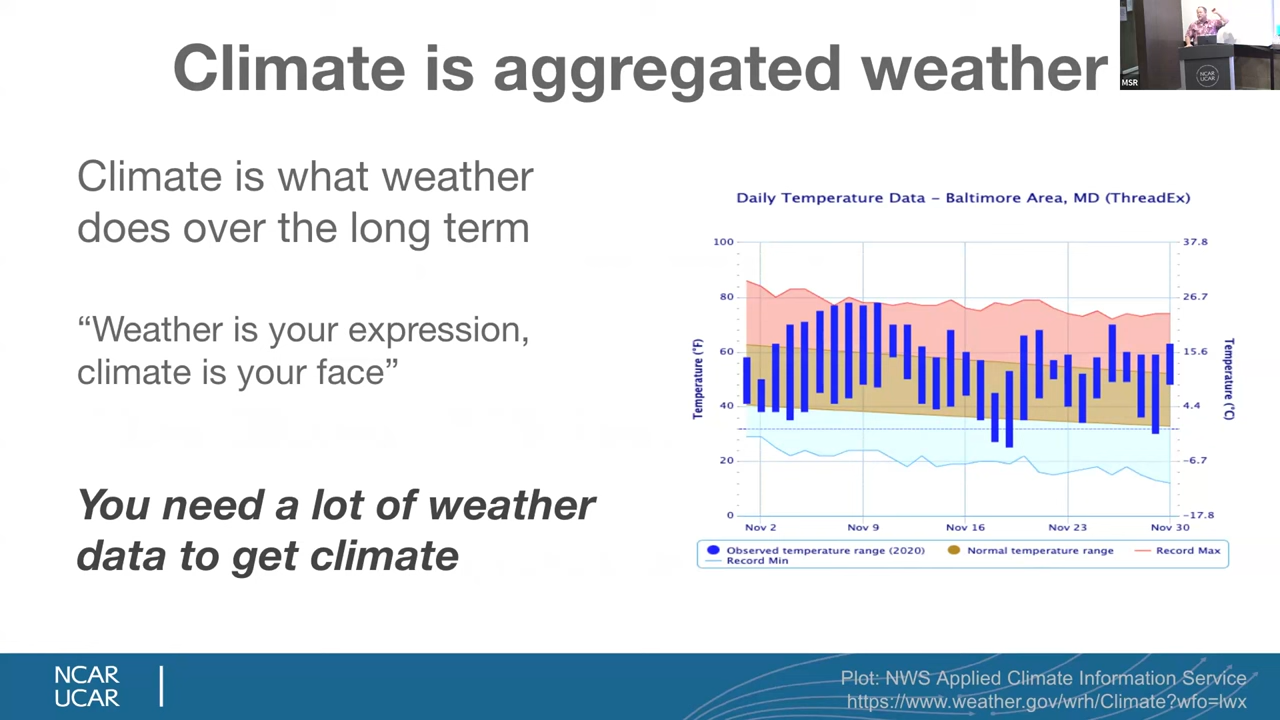 Climate is aggregated weather
MSR
NCAR
UCAR
Climate is what weather
does over the long term
“Weather is your expression,
climate is your face”
You need a lot of weather
data to get climate
Daily Temperature Data – Baltimore Area, MD (ThreadEx)
Temperature (°F)
100
80
60
40
20
0
37.8
26.7
15.6
4.4
-6.7
-17.8
Temperature (°C)
Nov 2 Nov 9 Nov 16 Nov 23 Nov 30
Observed temperature range (2020) Normal temperature range Record Max
Record Min
NCAR
UCAR
Plot: NWS Applied Climate Information Service
https://www.weather.gov/wrh/Climate?wfo=lwx